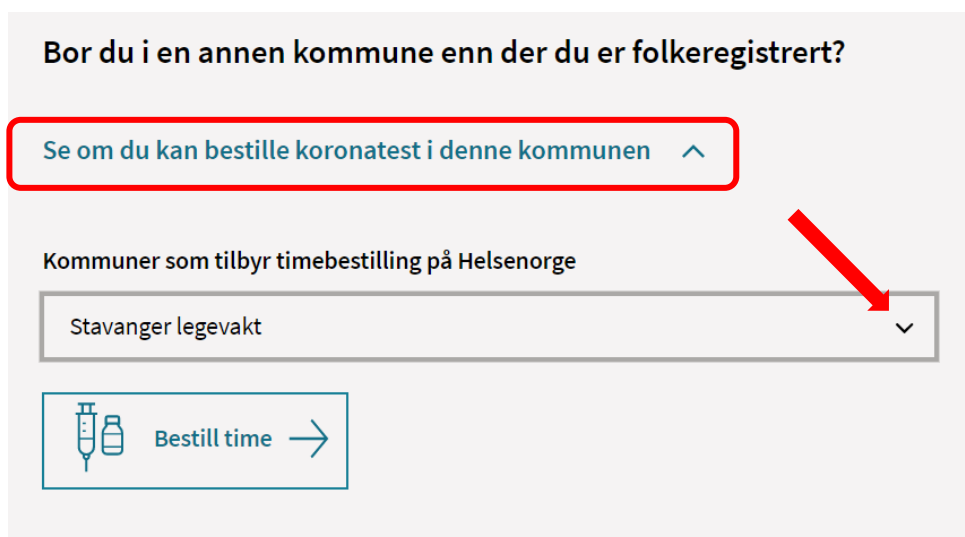 Bor du i en annen kommune enn der du er folkeregistrert?
Se om du kan bestille koronatest i denne kommunen
Kommuner som tilbyr timebestilling på Helsenorge
Stavanger legevakt
Bestill time